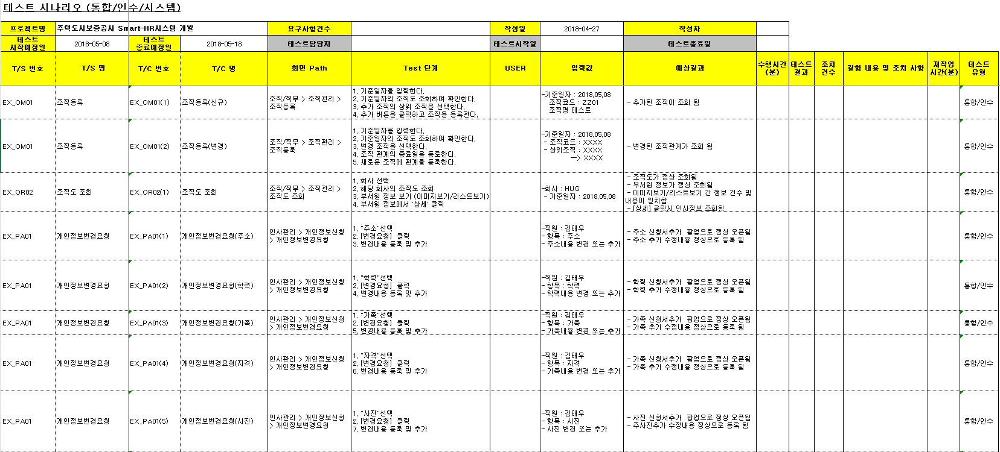 테스트 시나리오 (통합/인수/시스템)
프로젝트명 주택도시보증공사 Smart-HR시스템 개발 요구사항건수 작성일 2018-04-27 작성자
테스트
시작예정일 2018-05-08 테스트
종료예정일 2018-05-18 테스트담당자 테스트시작일 테스트종료일
T/S 번호 T/S 명 T/C 번호 T/C 명 화면 Path Test 단계 USER 입력값 예상결과 수행시간
(분) 테스트
결과 조치
건수 결함 내용 및 조치 사항 재작업
시간(분) 테스트
유형
EX_OM01 조직등록 EX_OM01(1) 조직등록(신규)
조직/직무 > 조직관리 >
조직등록
1. 기준일자를 입력한다.
2. 기준일자의 조직도 조회하여 확인한다.
3. 추가 조직의 상위 조직을 선택한다.
4. 추가 버튼을 클릭하고 조직을 등록관다.
-기준일자 : 2018.05.08
조직코드 : ZZ01
조직명 테스트
- 추가된 조직이 조회 됨
통합/인수
EX_OM01 조직등록 EX_OM01(2) 조직등록(변경)
조직/직무 > 조직관리 >
조직등록
1. 기준일자를 입력한다.
2. 기준일자의 조직도 조회하여 확인한다.
3. 변경 조직을 선택한다.
4. 조직 관계의 종료일을 등로한다.
5. 새로운 조직에 관계를 등록한다.
-기준일자 : 2018.05.08
- 조직코드 : XXXX
- 상위조직 : XXXX
--> XXXX
- 변경된 조직관계가 조회 됨
통합/인수
EX_OR02 조직도 조회 EX_OR02(1) 조직도 조회
조직/직무 > 조직관리 >
조직도 조회
1. 회사 선택
2. 해당 회사의 조직도 조회
3. 부서원 정보 보기 (이미지보기/리스트보기)
4. 부서원 정보에서 '상세' 클릭
-회사 : HUG
- 기준일자 : 2018.05.08
- 조직도가 정상 조회됨
- 부서원 정보가 정상 조회됨
- 이미지보기/리스트보기 간 정보 건수 및
내용이 일치함
- [상세] 클릭시 인사정보 조회됨
통합/인수
EX_PA01 개인정보변경요청 EX_PA01(1) 개인정보변경요청(주소)
인사관리 > 개인정보신청
> 개인정보변경요청
1. "주소"선택
2. [변경요청] 클릭
3. 변경내용 등록 및 추가
-직원 : 김태우
- 항목 : 주소
- 주소내용 변경 또는 추가
- 주소 신청서추가 팝업으로 정상 오픈됨
- 주소 추가 수정내용 정상으로 등록 됨
통합/인수
EX_PA01 개인정보변경요청 EX_PA01(2) 개인정보변경요청(학력)
인사관리 > 개인정보신청
> 개인정보변경요청
1. "학력"선택
2. [변경요청] 클릭
4. 변경내용 등록 및 추가
-직원 : 김태우
- 항목 : 학력
- 학력내용 변경 또는 추가
- 학력 신청서추가 팝업으로 정상 오픈됨
- 학력 추가 수정내용 정상으로 등록 됨
통합/인수
EX_PA01 개인정보변경요청 EX_PA01(3) 개인정보변경요청(가족)
인사관리 > 개인정보신청
> 개인정보변경요청
1. "가족"선택
2. [변경요청] 클릭
5. 변경내용 등록 및 추가
-직원 : 김태우
- 항목 : 가족
- 가족내용 변경 또는 추가
- 가족 신청서추가 팝업으로 정상 오픈됨
- 가족 추가 수정내용 정상으로 등록 됨
통합/인수
EX_PA01 개인정보변경요청 EX_PA01(4) 개인정보변경요청(자격)
인사관리 > 개인정보신청
> 개인정보변경요청
1. "자격"선택
2. [변경요청] 클릭
6. 변경내용 등록 및 추가
-직원 : 김태우
- 항목 : 자격
- 가족내용 변경 또는 추가
- 가족 신청서추가 팝업으로 정상 오픈됨
- 가족 추가 수정내용 정상으로 등록 됨
통합/인수
EX_PA01 개인정보변경요청 EX_PA01(5) 개인정보변경요청(사진)
인사관리 > 개인정보신청
> 개인정보변경요청
1. "사진"선택
2. [변경요청] 클릭
7. 변경내용 등록 및 추가
-직원 : 김태우
- 항목 : 사진
- 사진 변경 또는 추가
- 사진 신청서추가 팝업으로 정상 오픈됨
- 주사진추가 수정내용 정상으로 등록 됨
통합/인수